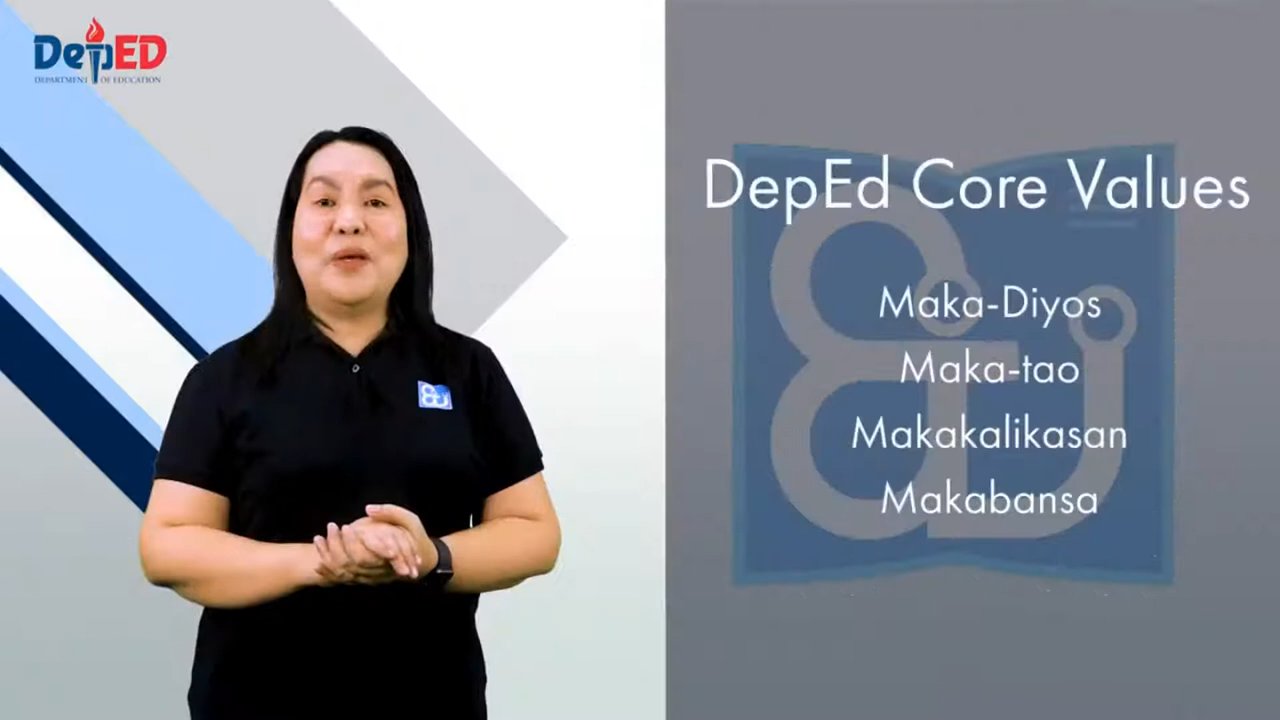 DepED
DEPARTMENT OF EDUCATION
DepEd Core Values
Maka-Diyos
Maka-tao
Makakalikasan
Makabansa